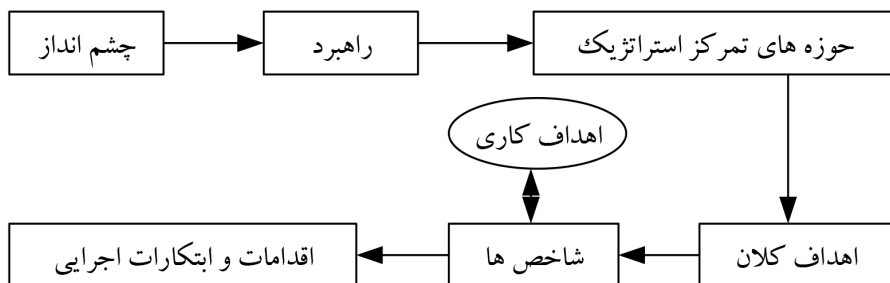 چشم انداز
راهبرد
حوزه های تمرکز استراتژیک
اهداف کاری
اهداف کلان
شاخص ها
اقدامات و ابتکارات اجرایی